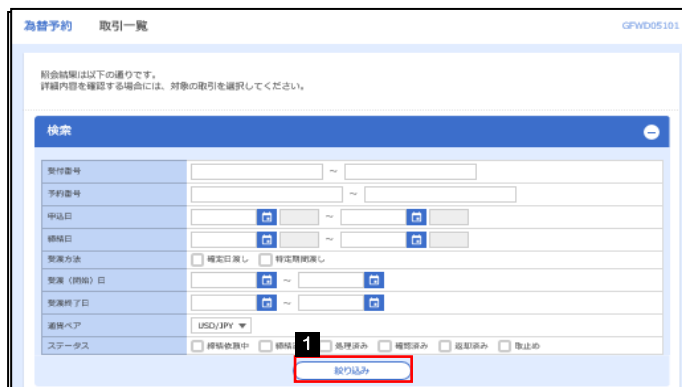 為替予約 取引一覧 GFWD05101
照会結果は以下の通りです。
詳細内容を確認する場合には、対象の取引を選択してください。
検索
受付番号 ～
予約番号 ～
申込日 ～
締結日 ～
受渡方法 確定日渡し 特定期間渡し
受渡（開始）日 ～
受渡終了日 ～
通貨ペア USD/JPY
ステータス 締結依頼中 締結 処理済み 確認済み 返却済み 取止め
1
絞り込み